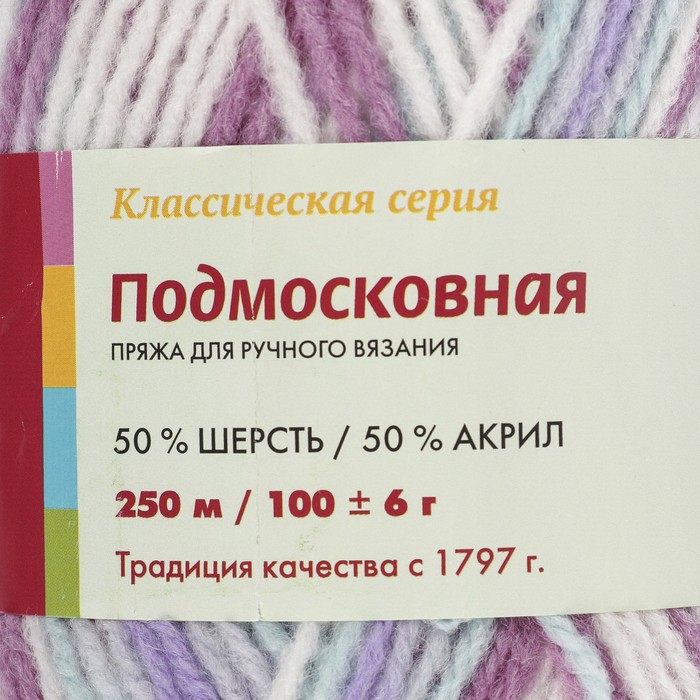 Классическая серия
Подмосковная
ПРЯЖА ДЛЯ РУЧНОГО ВЯЗАНИЯ
50 % ШЕРСТЬ / 50 % АКРИЛ
250 м / 100 ± 6 г
Традиция качества с 1797 г.